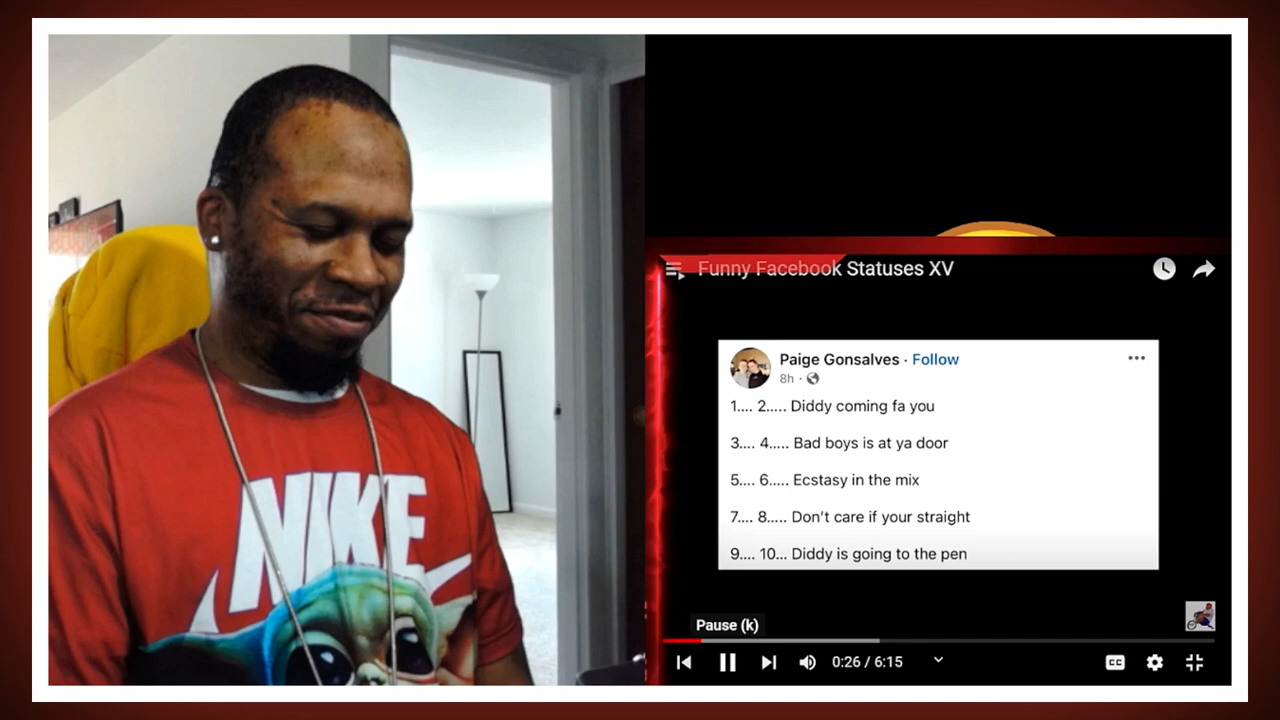 NIKE
Funny Facebook Statuses XV
Paige Gonsalves · Follow
8h ·
1.... 2..... Diddy coming fa you
3.... 4..... Bad boys is at ya door
5.... 6..... Ecstasy in the mix
7.... 8..... Don't care if your straight
9.... 10... Diddy is going to the pen
Pause (k)
0:26 / 6:15
CC